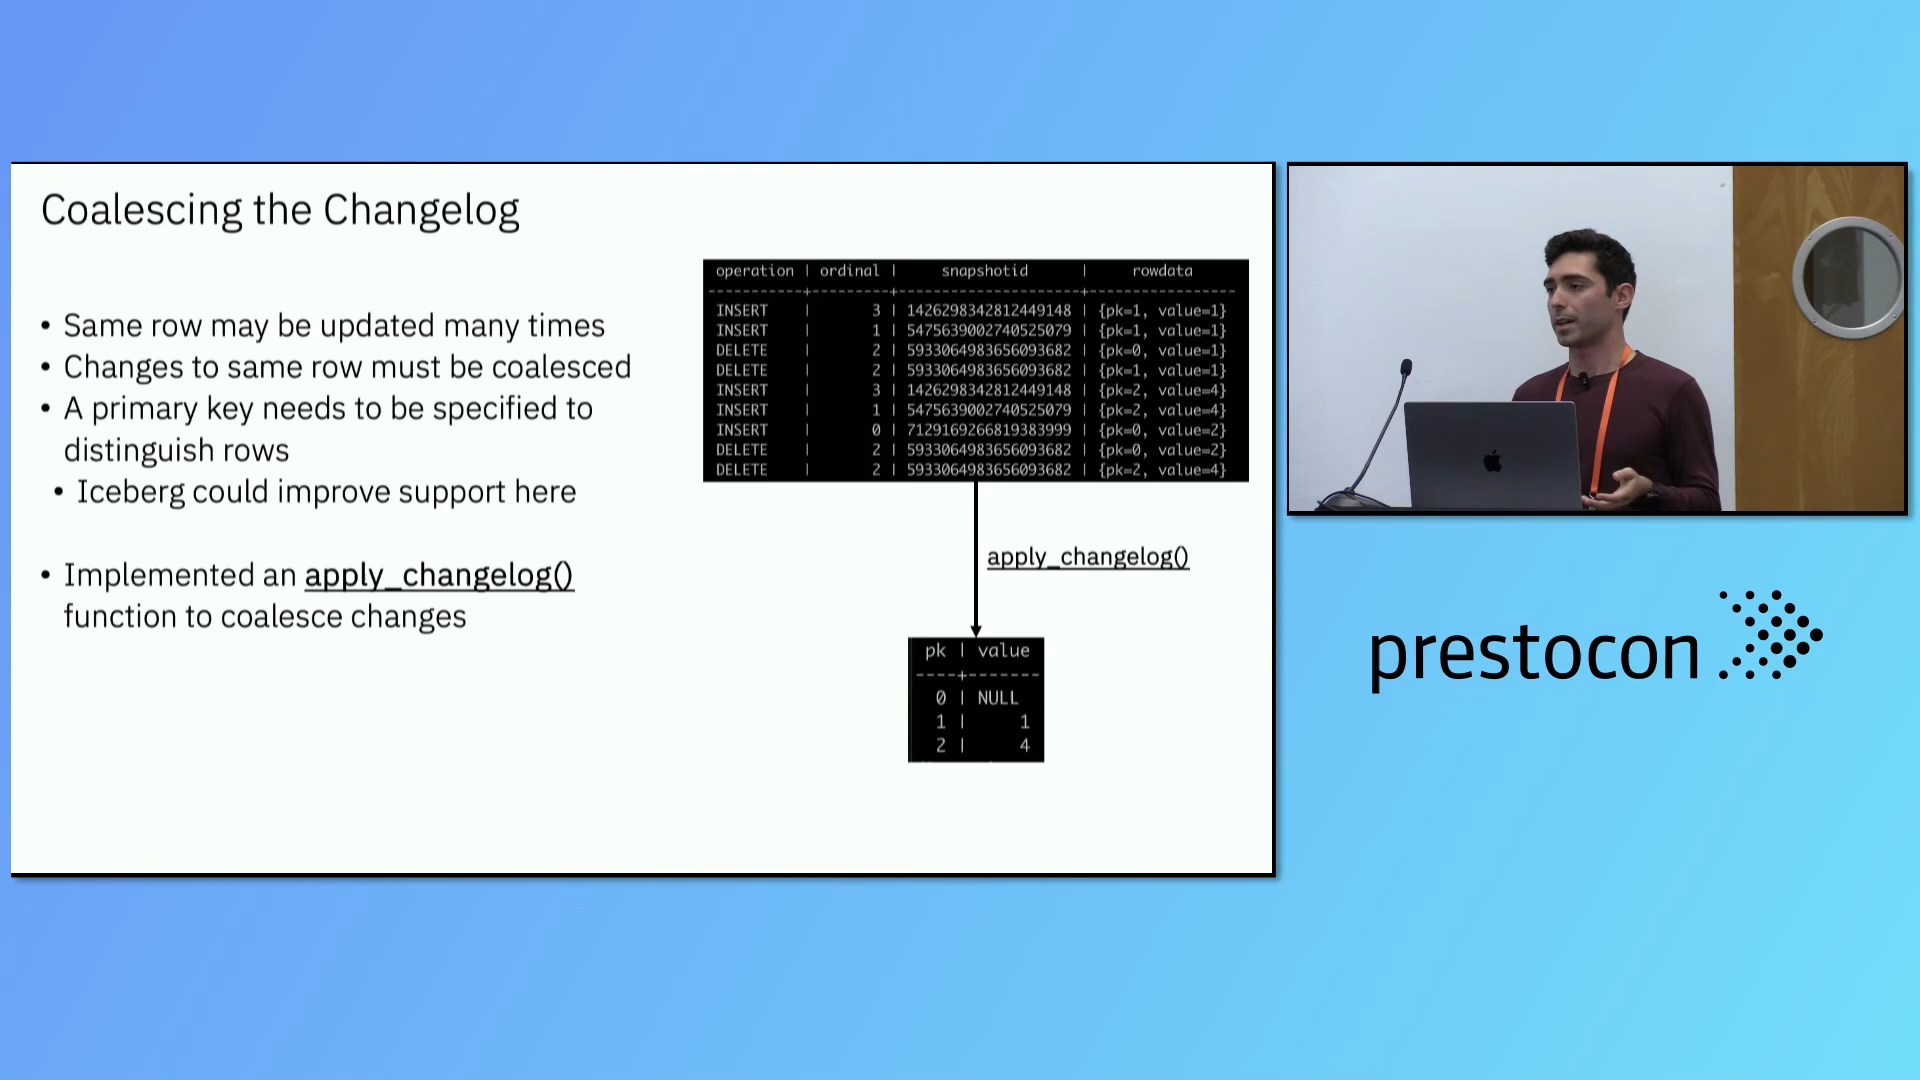 Coalescing the Changelog
• Same row may be updated many times
• Changes to same row must be coalesced
• A primary key needs to be specified to
distinguish rows
• Iceberg could improve support here
• Implemented an apply_changelog()
function to coalesce changes
operation | ordinal | snapshotid | rowdata
-----------+---------+---------------------+------------------
INSERT | 3 | 1426298342812449148 | {pk=1, value=1}
INSERT | 1 | 5475639002740525079 | {pk=1, value=1}
DELETE | 2 | 5933064983656093682 | {pk=0, value=1}
DELETE | 2 | 5933064983656093682 | {pk=1, value=1}
INSERT | 3 | 1426298342812449148 | {pk=2, value=4}
INSERT | 1 | 5475639002740525079 | {pk=2, value=4}
INSERT | 0 | 7129169266819383999 | {pk=0, value=2}
DELETE | 2 | 5933064983656093682 | {pk=0, value=2}
DELETE | 2 | 5933064983656093682 | {pk=2, value=4}
apply_changelog()
pk | value
----+-------
0 | NULL
1 | 1
2 | 4
prestocon